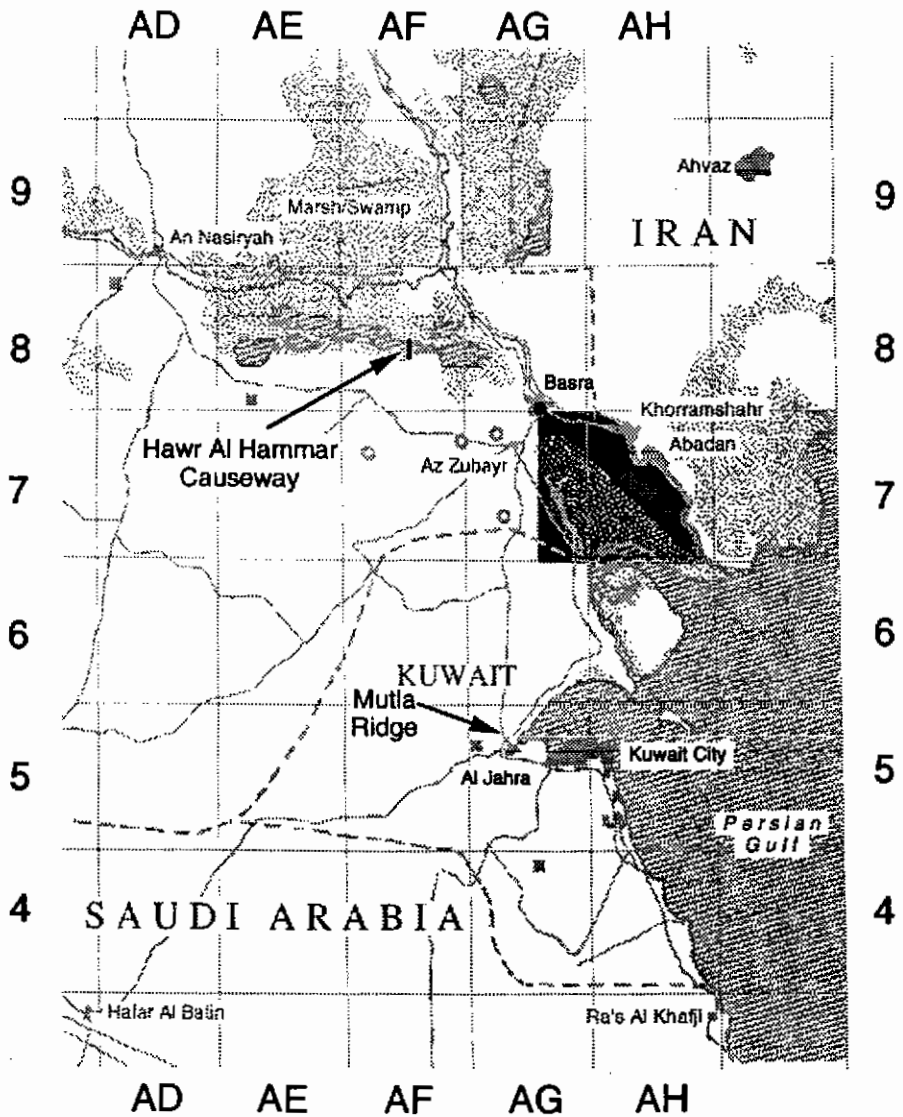 AD AE AF AG AH
9 9
Ahvaz
Marsh/Swamp
IRAN
An Nasiryah
8 8
Basra
Khorramshahr
Abadan
Hawr Al Hammar
Causeway
Az Zubayr
7 7
6 6
KUWAIT
Mutla
Ridge
Kuwait City
Al Jahra
5 5
Persian
Gulf
4 4
SAUDI ARABIA
Hafar Al Batin
Ra's Al Khafji
AD AE AF AG AH